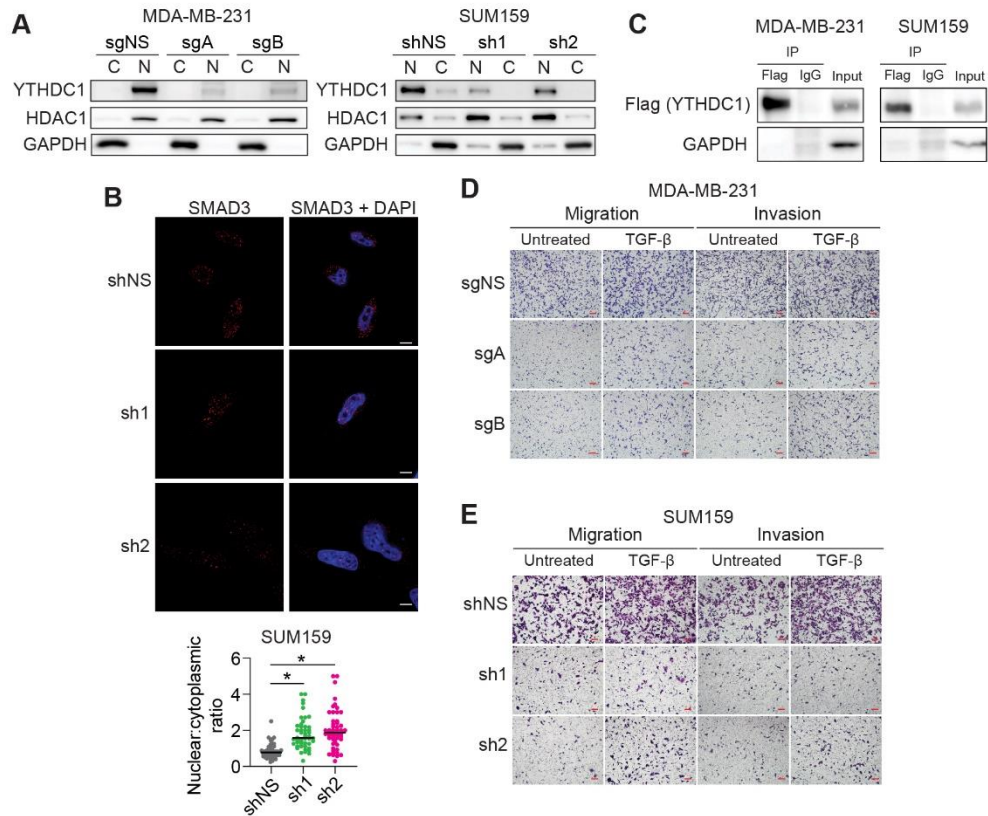 A
MDA-MB-231
sgNS sgA sgB
C N C N C N
YTHDC1
HDAC1
GAPDH
SUM159
shNS sh1 sh2
N C N C N C
YTHDC1
HDAC1
GAPDH
B
SMAD3 SMAD3 + DAPI
shNS
sh1
sh2
SUM159
Nuclear:cytoplasmic
ratio
6
4
2
0
* *
shNS sh1 sh2
C
MDA-MB-231 SUM159
IP IP
Flag IgG Input Flag IgG Input
Flag (YTHDC1)
GAPDH
D
MDA-MB-231
Migration Invasion
Untreated TGF-β Untreated TGF-β
sgNS
sgA
sgB
E
SUM159
Migration Invasion
Untreated TGF-β Untreated TGF-β
shNS
sh1
sh2